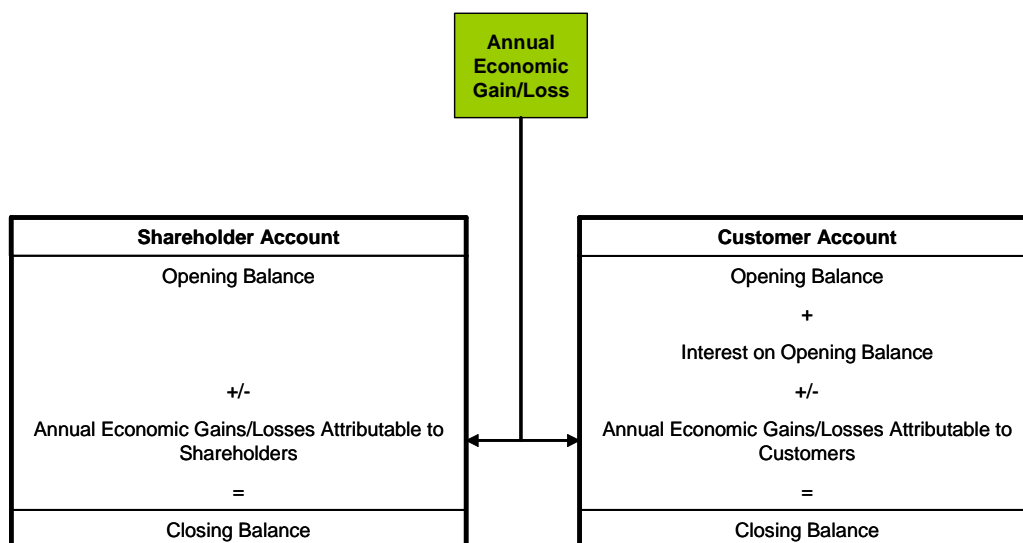 Annual
Economic
Gain/Loss
Shareholder Account
Opening Balance
+/-
Annual Economic Gains/Losses Attributable to
Shareholders
=
Closing Balance
Customer Account
Opening Balance
+
Interest on Opening Balance
+/-
Annual Economic Gains/Losses Attributable to
Customers
=
Closing Balance